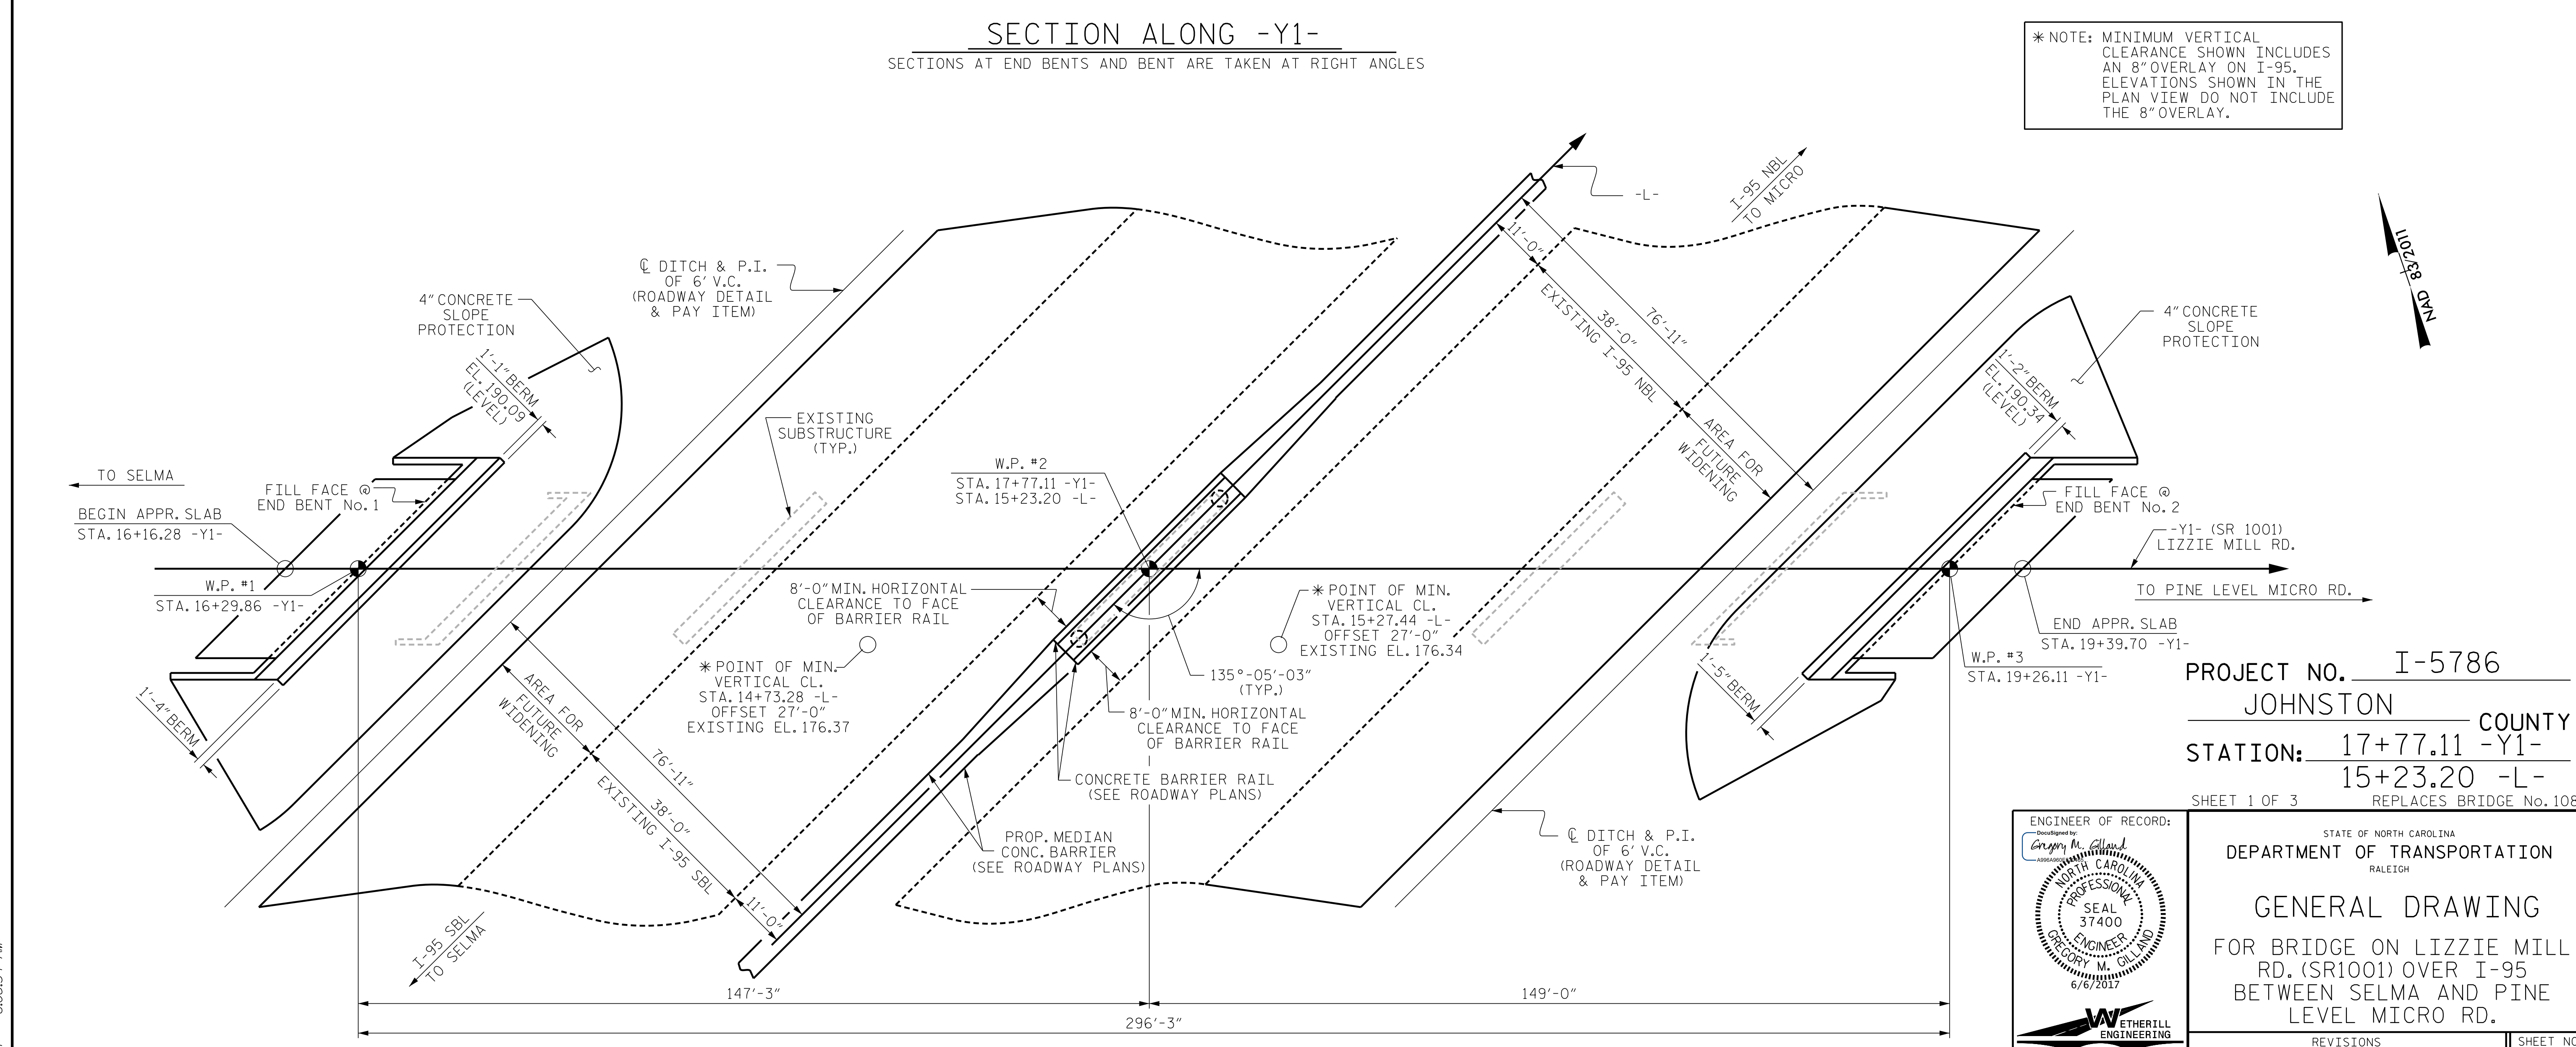 SECTION ALONG -Y1-
SECTIONS AT END BENTS AND BENT ARE TAKEN AT RIGHT ANGLES
* NOTE: MINIMUM VERTICAL
CLEARANCE SHOWN INCLUDES
AN 8" OVERLAY ON I-95.
ELEVATIONS SHOWN IN THE
PLAN VIEW DO NOT INCLUDE
THE 8" OVERLAY.
-L-
I-95 NBL
TO MICRO
NAD 83/2011
℄ DITCH & P.I.
OF 6' V.C.
(ROADWAY DETAIL
& PAY ITEM)
4" CONCRETE
SLOPE
PROTECTION
1'-1" BERM
EL. 190.09
(LEVEL)
EXISTING
SUBSTRUCTURE
(TYP.)
11'-0"
38'-0"
EXISTING I-95 NBL
76'-11"
AREA FOR
FUTURE
WIDENING
1'-2" BERM
EL. 190.34
(LEVEL)
4" CONCRETE
SLOPE
PROTECTION
TO SELMA
FILL FACE @
END BENT No. 1
BEGIN APPR. SLAB
STA. 16+16.28 -Y1-
W.P. #1
STA. 16+29.86 -Y1-
W.P. #2
STA. 17+77.11 -Y1-
STA. 15+23.20 -L-
FILL FACE @
END BENT No. 2
-Y1- (SR 1001)
LIZZIE MILL RD.
TO PINE LEVEL MICRO RD.
8'-0" MIN. HORIZONTAL
CLEARANCE TO FACE
OF BARRIER RAIL
* POINT OF MIN.
VERTICAL CL.
STA. 15+27.44 -L-
OFFSET 27'-0"
EXISTING EL. 176.34
END APPR. SLAB
STA. 19+39.70 -Y1-
W.P. #3
STA. 19+26.11 -Y1-
* POINT OF MIN.
VERTICAL CL.
STA. 14+73.28 -L-
OFFSET 27'-0"
EXISTING EL. 176.37
135°-05'-03"
(TYP.)
8'-0" MIN. HORIZONTAL
CLEARANCE TO FACE
OF BARRIER RAIL
1'-4" BERM
1'-5" BERM
AREA FOR
FUTURE
WIDENING
76'-11"
38'-0"
EXISTING I-95 SBL
11'-0"
CONCRETE BARRIER RAIL
(SEE ROADWAY PLANS)
PROP. MEDIAN
CONC. BARRIER
(SEE ROADWAY PLANS)
℄ DITCH & P.I.
OF 6' V.C.
(ROADWAY DETAIL
& PAY ITEM)
I-95 SBL
TO SELMA
147'-3"
149'-0"
296'-3"
PROJECT NO. I-5786
JOHNSTON COUNTY
STATION: 17+77.11 -Y1-
15+23.20 -L-
SHEET 1 OF 3 REPLACES BRIDGE No. 108
ENGINEER OF RECORD:
DocuSigned by:
Gregory M. Gilland
NORTH CAROLINA
PROFESSIONAL
SEAL
37400
ENGINEER
GREGORY M. GILLAND
6/6/2017
WETHERILL
ENGINEERING
STATE OF NORTH CAROLINA
DEPARTMENT OF TRANSPORTATION
RALEIGH
GENERAL DRAWING
FOR BRIDGE ON LIZZIE MILL
RD. (SR1001) OVER I-95
BETWEEN SELMA AND PINE
LEVEL MICRO RD.
REVISIONS
SHEET NO